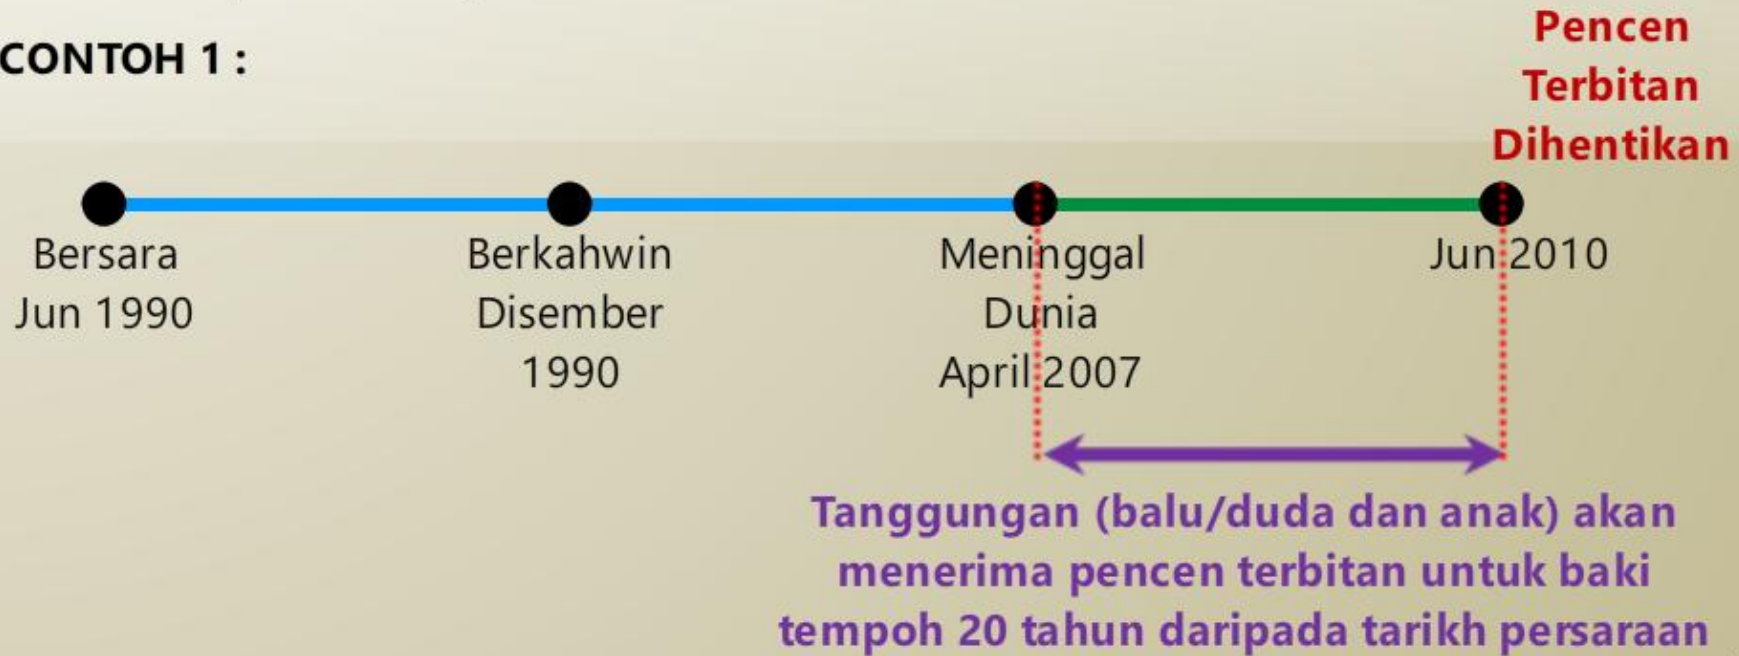 CONTOH 1 :
Pencen
Terbitan
Dihentikan
Bersara
Jun 1990
Berkahwin
Disember
1990
Meninggal
Dunia
April 2007
Jun 2010
Tanggungan (balu/duda dan anak) akan
menerima pencen terbitan untuk baki
tempoh 20 tahun daripada tarikh persaraan